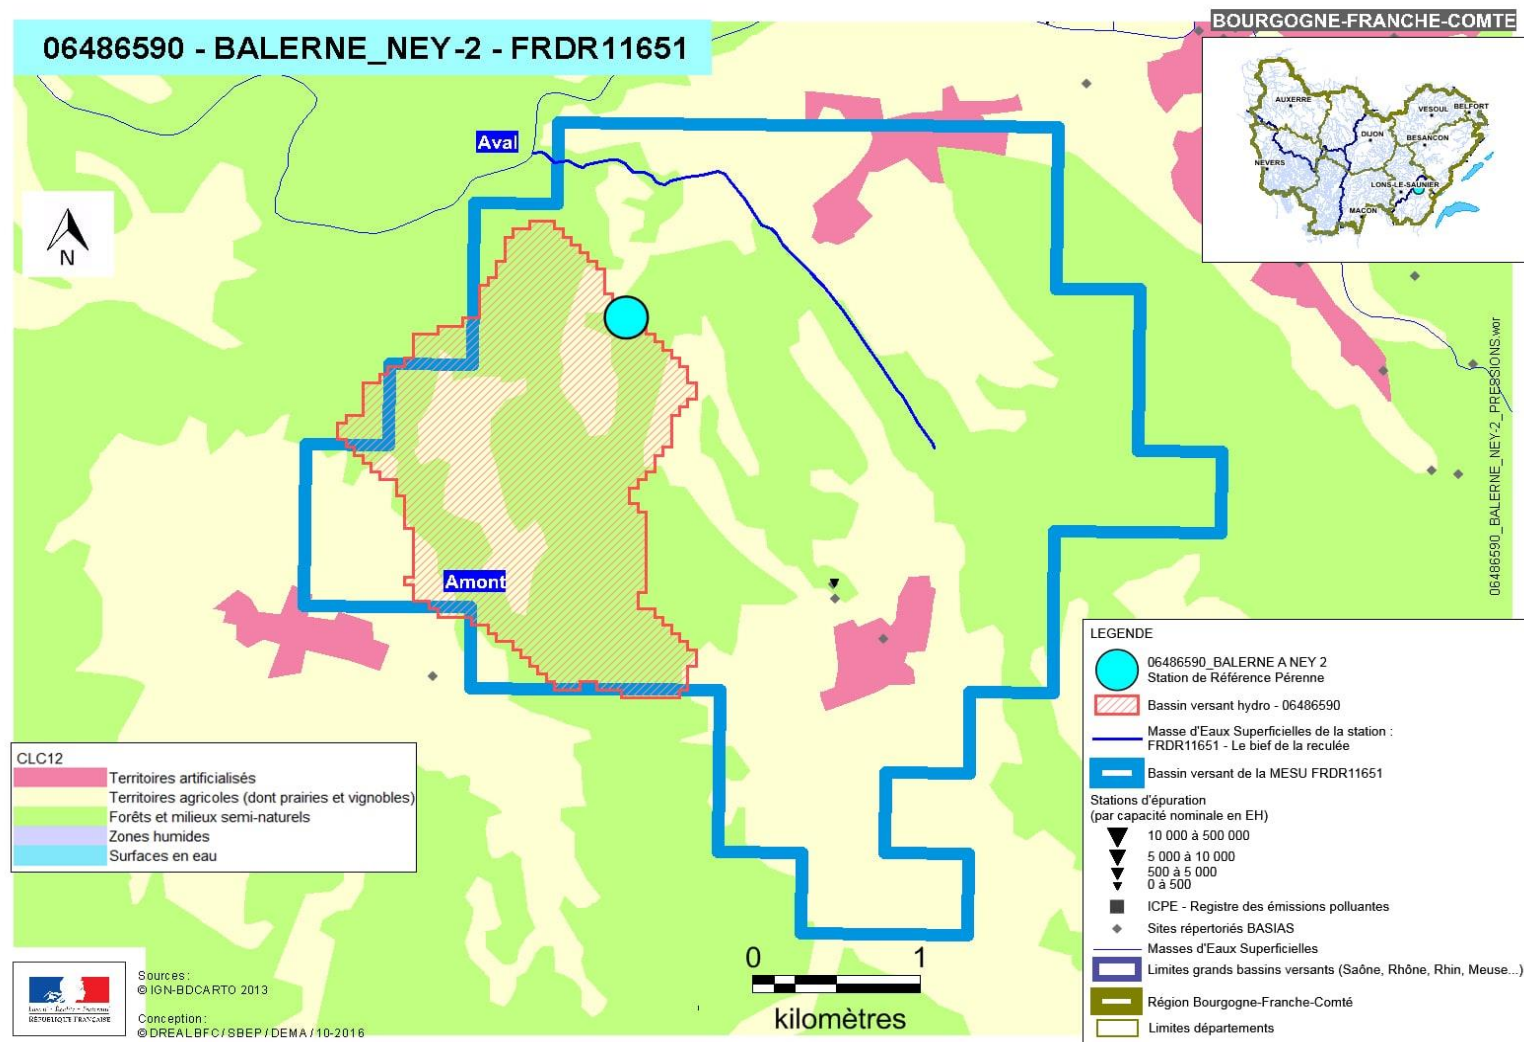 BOURGOGNE-FRANCHE-COMTE
06486590 - BALERNE_NEY-2 - FRDR11651
AUXERRE
VESOUL
BELFORT
DIJON
BESANCON
NEVERS
LONS-LE-SAUNIER
MACON
Aval
N
Amont
06486590_BALERNE_NEY-2_PRESSIONS.wor
LEGENDE
06486590_BALERNE A NEY 2
Station de Référence Pérenne
Bassin versant hydro - 06486590
Masse d'Eaux Superficielles de la station :
FRDR11651 - Le bief de la reculée
Bassin versant de la MESU FRDR11651
Stations d'épuration
(par capacité nominale en EH)
10 000 à 500 000
5 000 à 10 000
500 à 5 000
0 à 500
ICPE - Registre des émissions polluantes
Sites répertoriés BASIAS
Masses d'Eaux Superficielles
Limites grands bassins versants (Saône, Rhône, Rhin, Meuse...)
Région Bourgogne-Franche-Comté
Limites départements
CLC12
Territoires artificialisés
Territoires agricoles (dont prairies et vignobles)
Forêts et milieux semi-naturels
Zones humides
Surfaces en eau
0 1
kilomètres
Liberté • Égalité • Fraternité
RÉPUBLIQUE FRANÇAISE
Sources :
© IGN-BDCARTO 2013
Conception :
© DREAL BFC / SBEP / DEMA / 10-2016